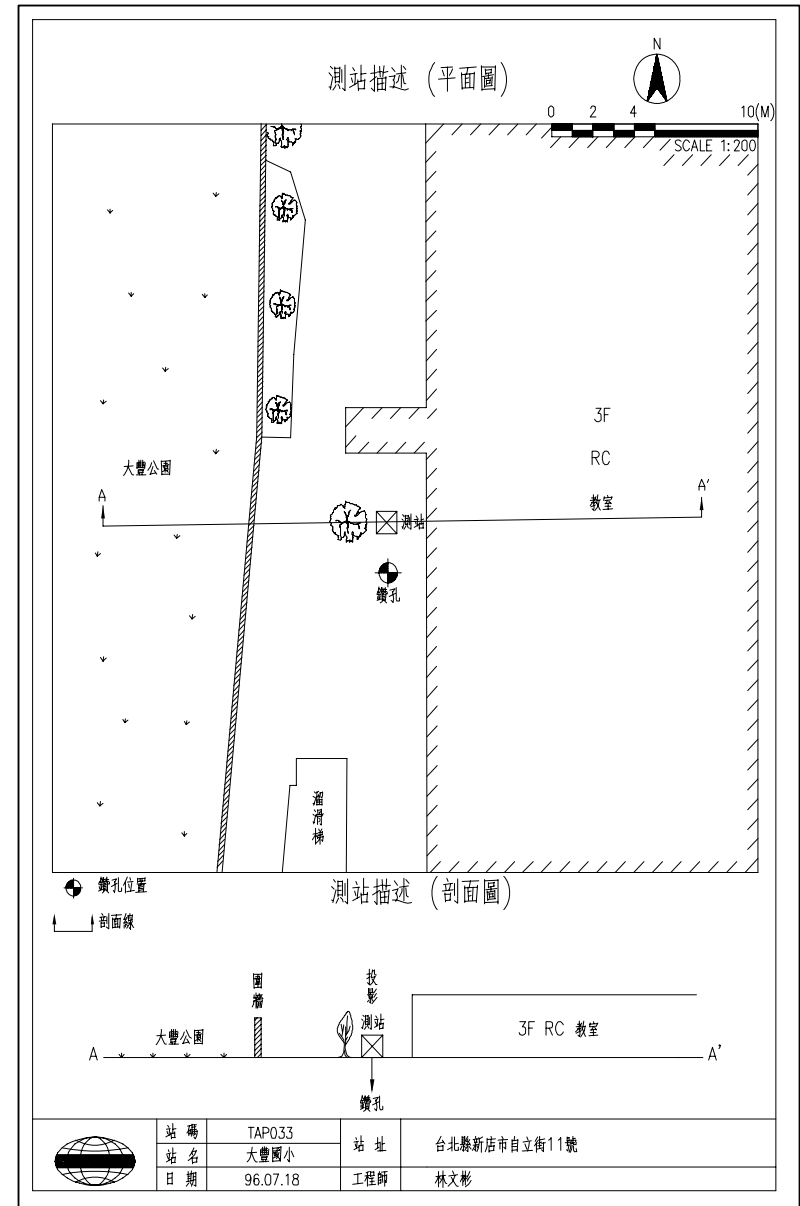 測站描述 (平面圖)
N
0 2 4 10(M)
SCALE 1:200
3F
RC
教室
大豐公園
A
A'
測站
鑽孔
溜滑梯
鑽孔位置
剖面線
測站描述 (剖面圖)
圍牆
投影
測站
大豐公園
3F RC 教室
A
A'
鑽孔
站碼 TAP033
站名 大豐國小
日期 96.07.18
站址 台北縣新店市自立街11號
工程師 林文彬